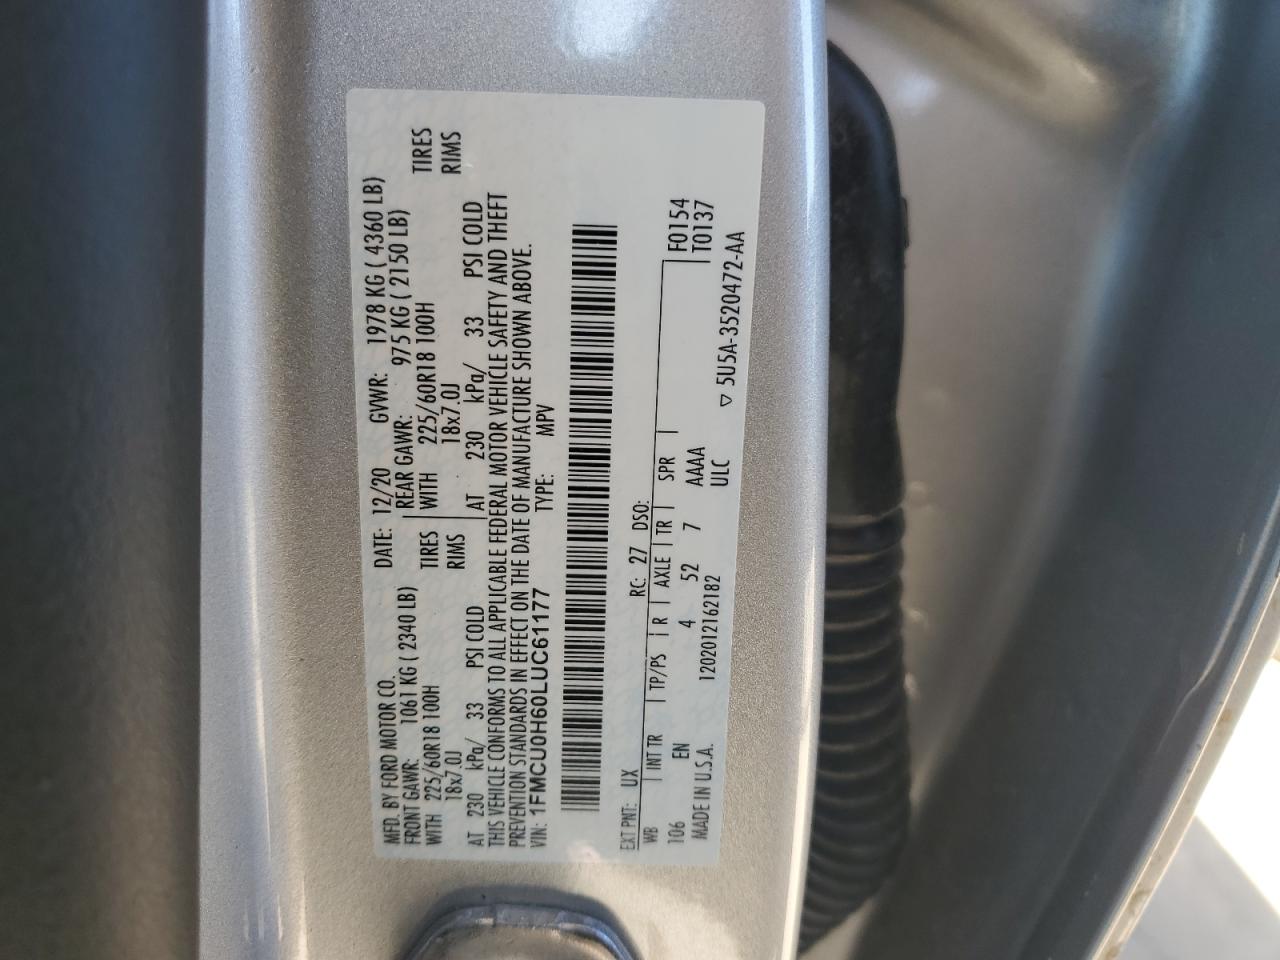 MFD. BY FORD MOTOR CO. DATE: 12/20 GVWR: 1978 KG ( 4360 LB)
FRONT GAWR: 1061 KG ( 2340 LB) REAR GAWR: 975 KG ( 2150 LB)
WITH 225/60R18 100H TIRES WITH 225/60R18 100H TIRES
18x7.0J RIMS 18x7.0J RIMS
AT 230 kPa/ 33 PSI COLD AT 230 kPa/ 33 PSI COLD
THIS VEHICLE CONFORMS TO ALL APPLICABLE FEDERAL MOTOR VEHICLE SAFETY AND THEFT
PREVENTION STANDARDS IN EFFECT ON THE DATE OF MANUFACTURE SHOWN ABOVE.
VIN: 1FMCU0H60LUC61177 TYPE: MPV
EXT PNT: UX RC: 27 DSO:
WB INT TR TP/PS R AXLE TR SPR F0154
106 EN 4 52 7 AAAA T0137
MADE IN U.S.A. 1202012162182 ULC
▽ 5U5A-3520472-AA